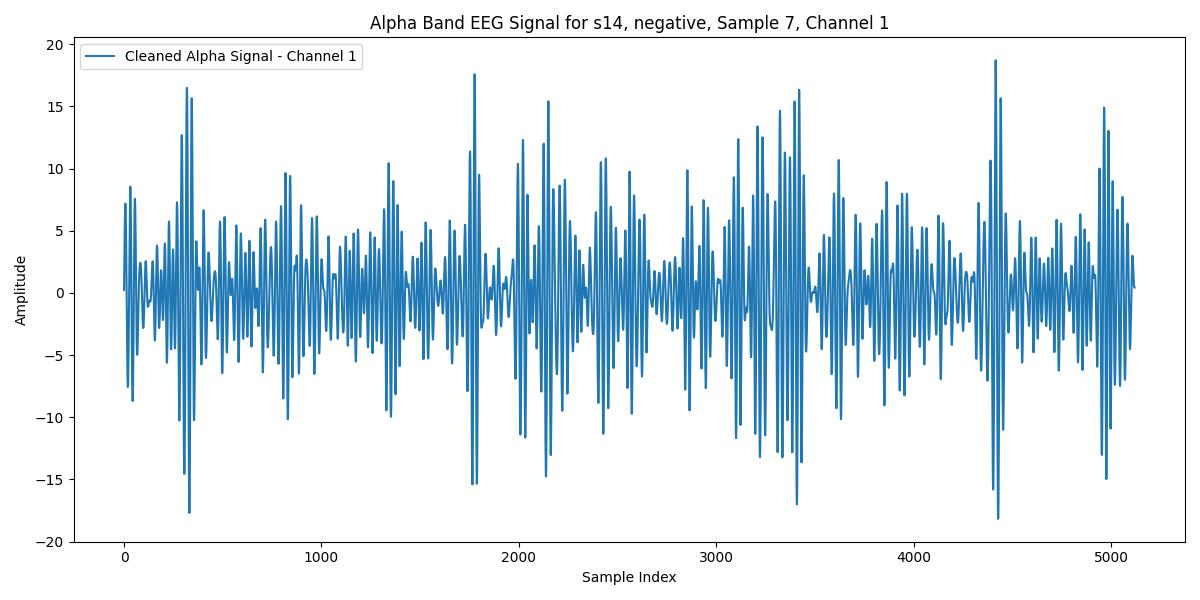 Alpha Band EEG Signal for s14, negative, Sample 7, Channel 1
Cleaned Alpha Signal - Channel 1
20
15
10
5
0
−5
−10
−15
−20
Amplitude
0 1000 2000 3000 4000 5000
Sample Index